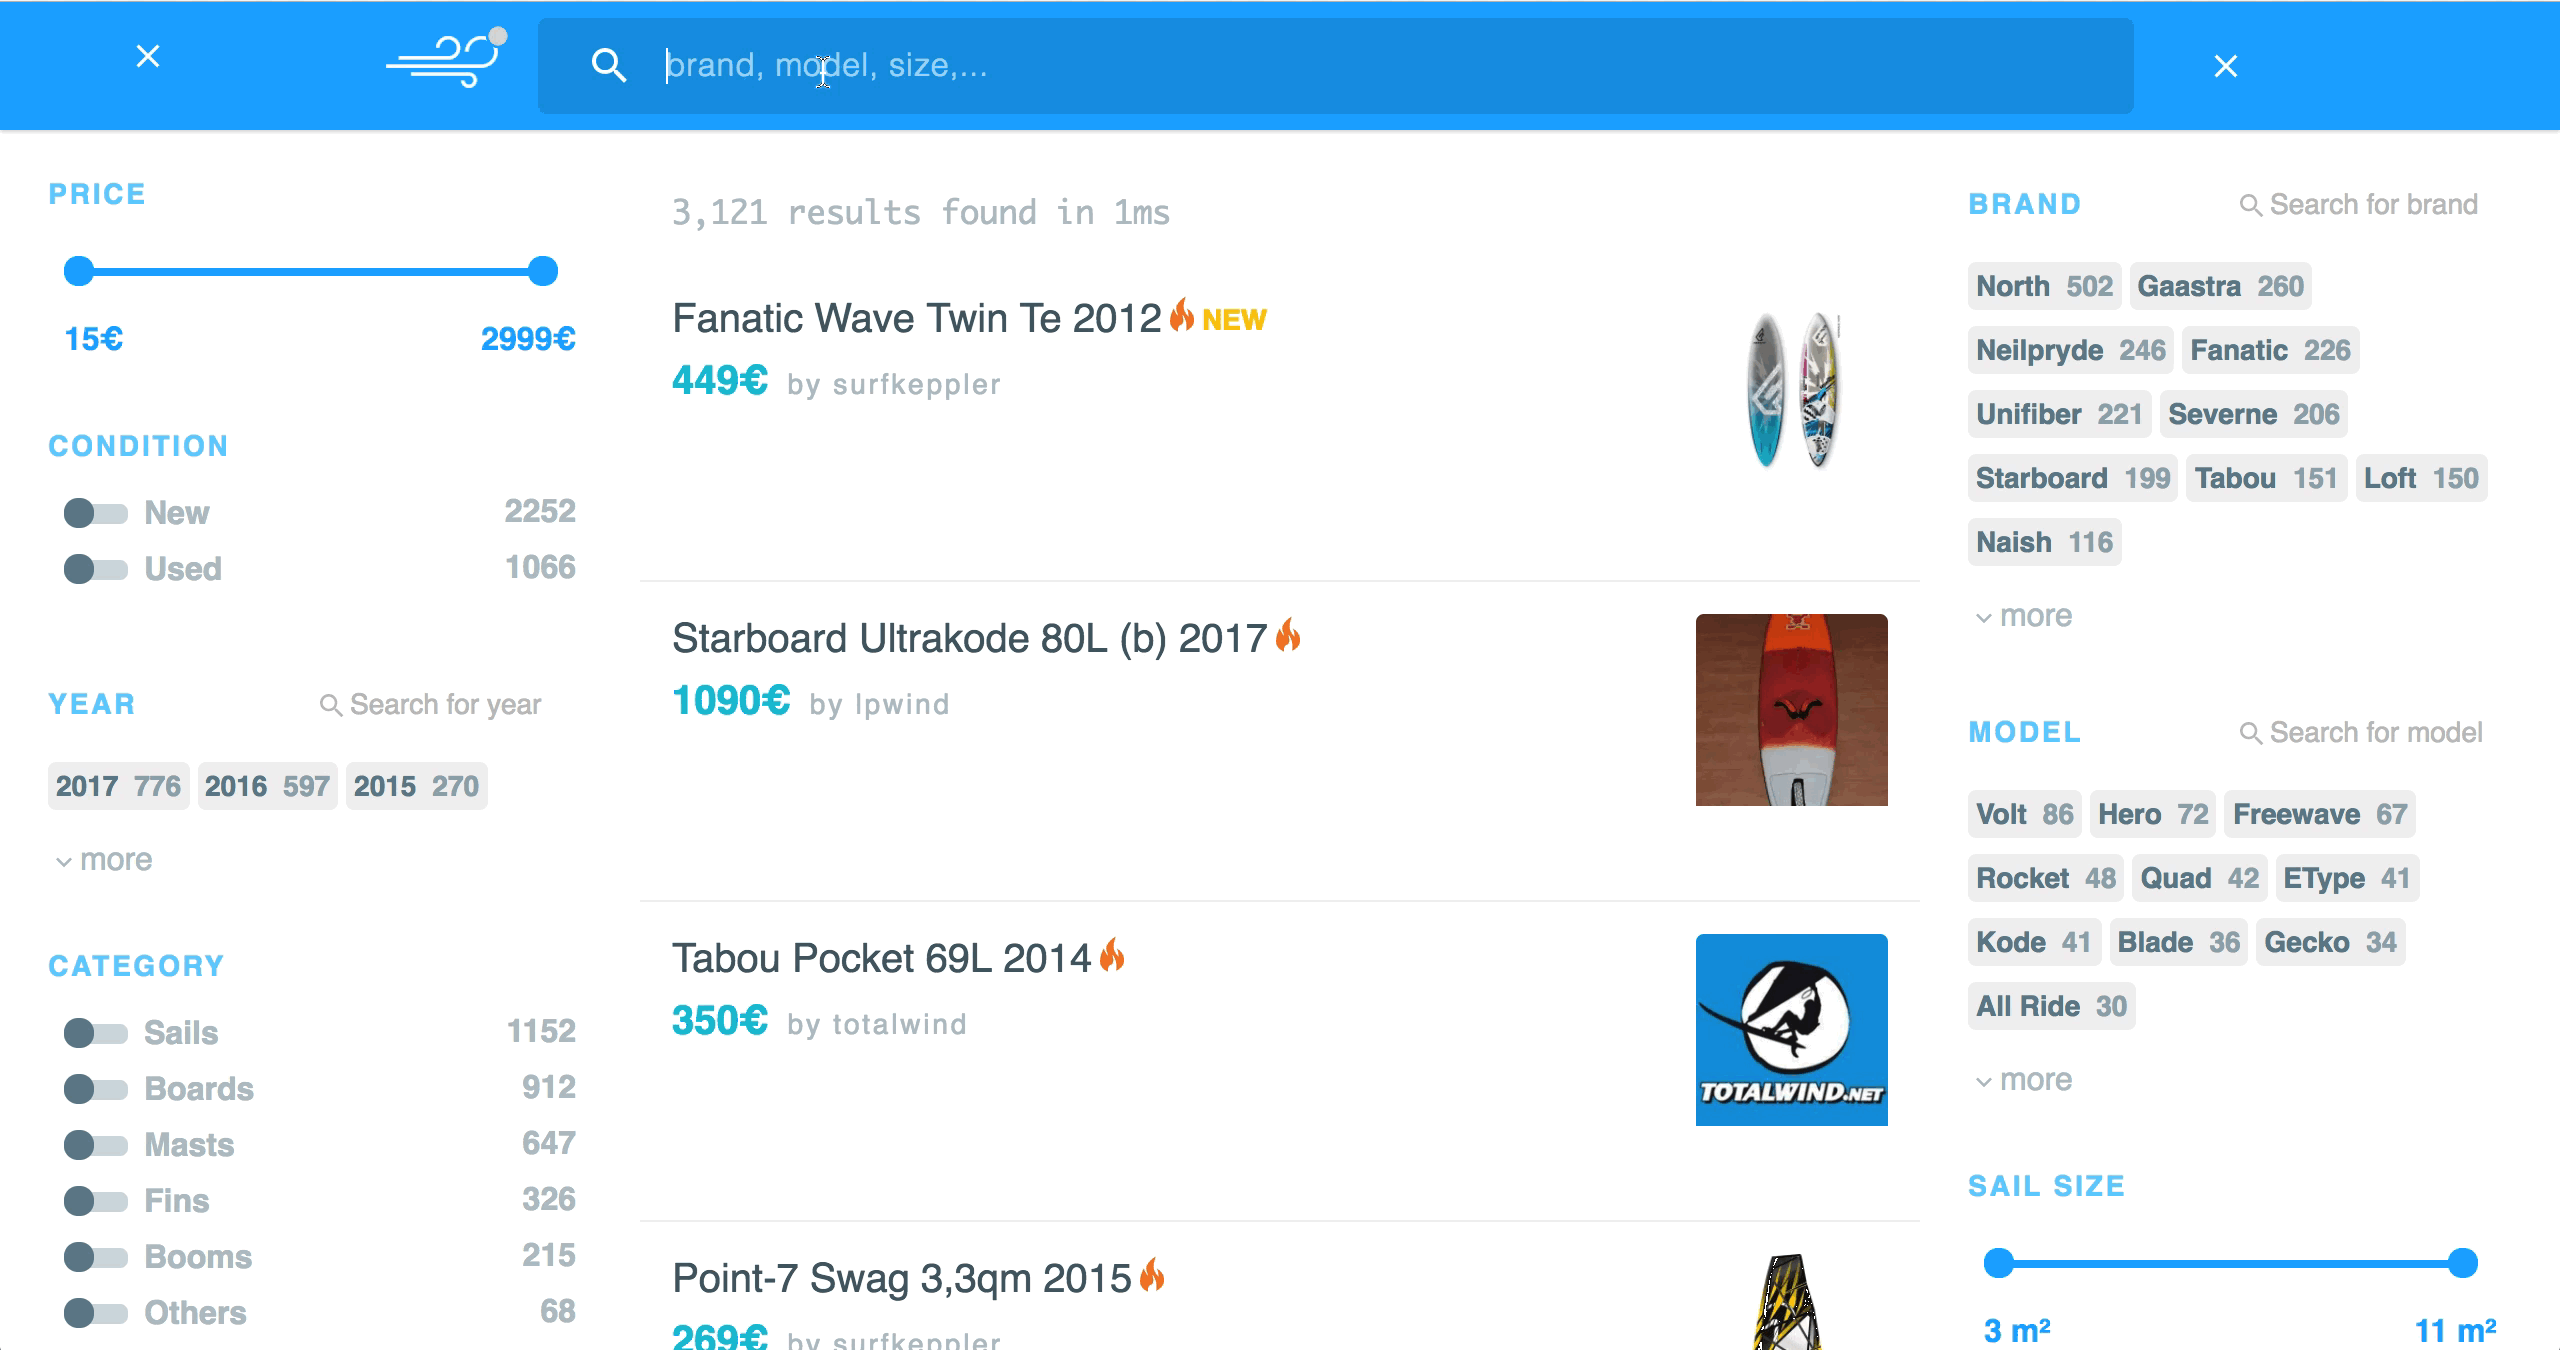 brand, model, size,...
PRICE
15€ 2999€
CONDITION
New 2252
Used 1066
YEAR Search for year
2017 776 2016 597 2015 270
more
CATEGORY
Sails 1152
Boards 912
Masts 647
Fins 326
Booms 215
Others 68
3,121 results found in 1ms
Fanatic Wave Twin Te 2012 NEW
449€ by surfkeppler
Starboard Ultrakode 80L (b) 2017
1090€ by lpwind
Tabou Pocket 69L 2014
350€ by totalwind
TOTALWIND.NET
Point-7 Swag 3,3qm 2015
269€ by surfkeppler
BRAND Search for brand
North 502 Gaastra 260
Neilpryde 246 Fanatic 226
Unifiber 221 Severne 206
Starboard 199 Tabou 151 Loft 150
Naish 116
more
MODEL Search for model
Volt 86 Hero 72 Freewave 67
Rocket 48 Quad 42 EType 41
Kode 41 Blade 36 Gecko 34
All Ride 30
more
SAIL SIZE
3 m² 11 m²